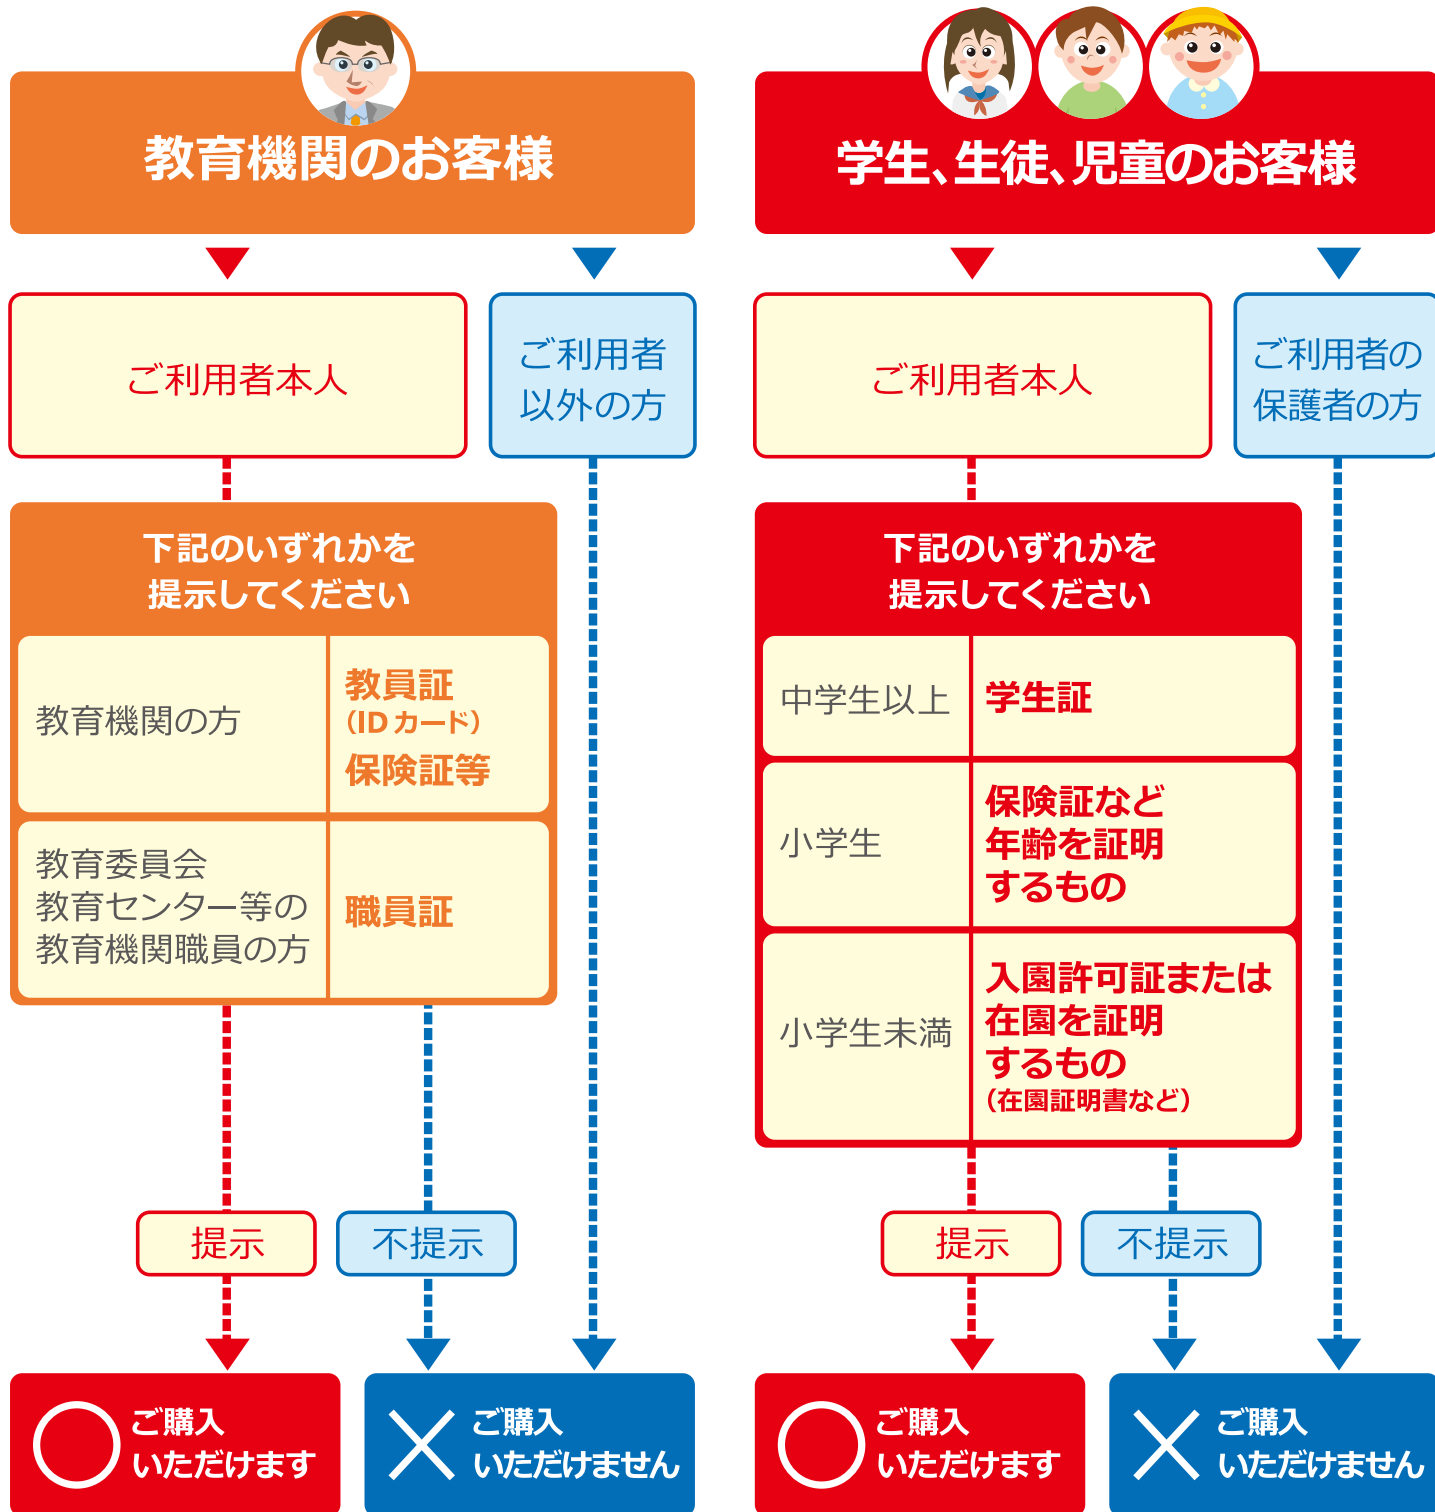 教育機関のお客様
ご利用者本人
ご利用者
以外の方
下記のいずれかを
提示してください
教育機関の方
教員証
（ID カード）
保険証等
教育委員会
教育センター等の
教育機関職員の方
職員証
提示
不提示
ご購入
いただけます
ご購入
いただけません
学生、生徒、児童のお客様
ご利用者本人
ご利用者の
保護者の方
下記のいずれかを
提示してください
中学生以上
学生証
小学生
保険証など
年齢を証明
するもの
小学生未満
入園許可証または
在園を証明
するもの
（在園証明書など）
提示
不提示
ご購入
いただけます
ご購入
いただけません